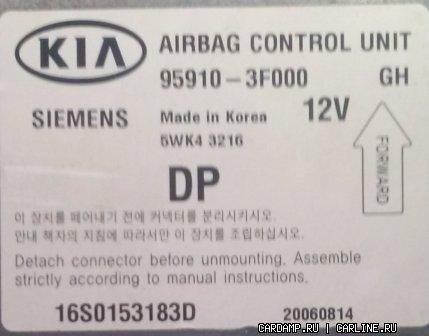 KIA AIRBAG CONTROL UNIT
95910-3F000 GH
SIEMENS Made in Korea 12V
5WK4 3216
FORWARD
DP
이 장치를 떼어내기 전에 커넥터를 분리시키시오.
안내 책자의 지침에 따라서만 이 장치를 조립하십시오.
Detach connector before unmounting. Assemble
strictly according to manual instructions.
16S0153183D 20060814
CARDAMP.RU | CARLINE.RU